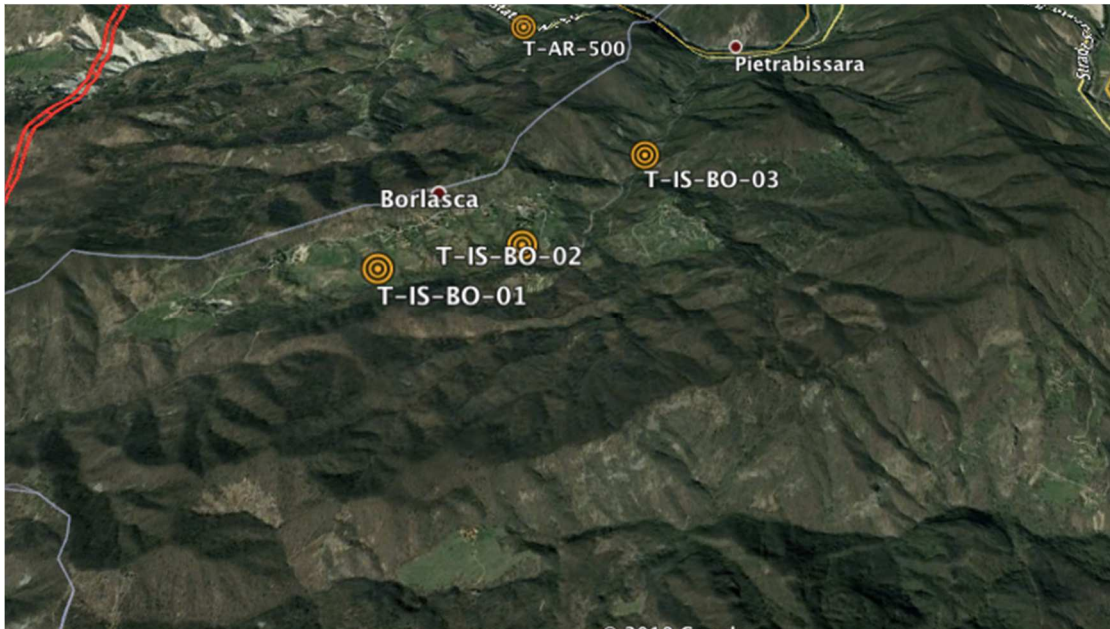 T-AR-500
Pietrabissara
T-IS-BO-03
Borlasca
T-IS-BO-02
T-IS-BO-01